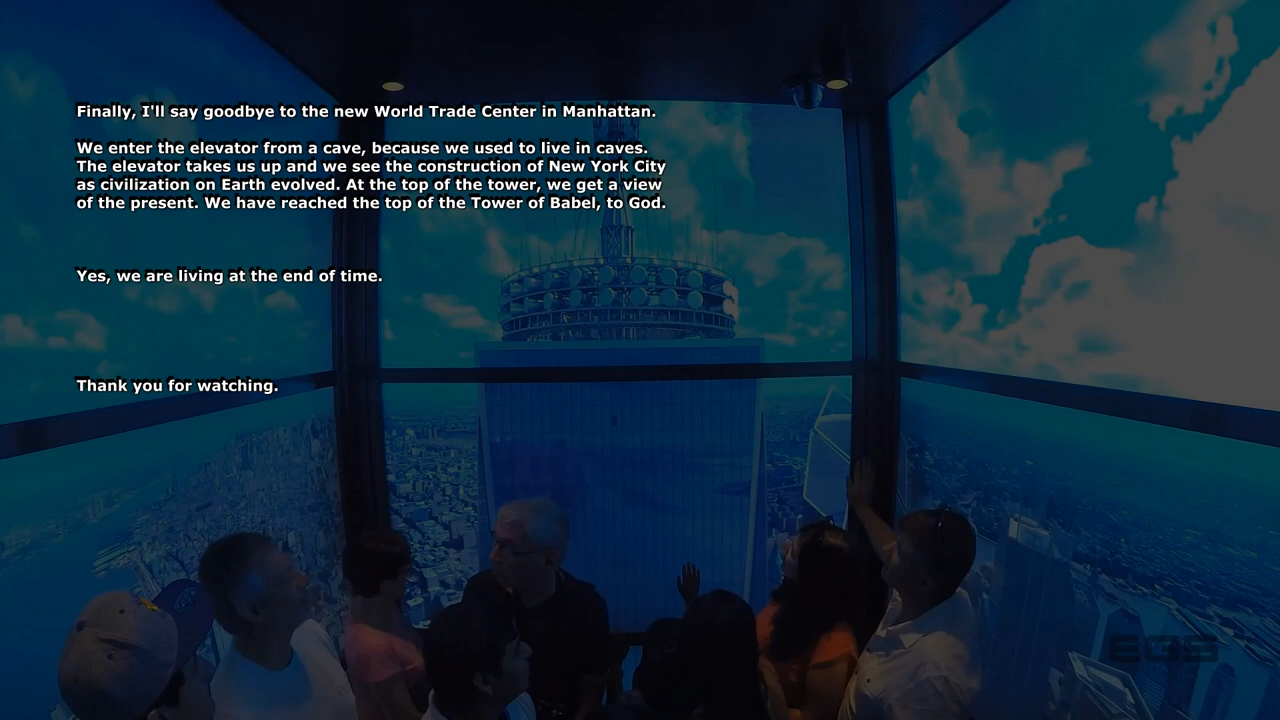 Finally, I'll say goodbye to the new World Trade Center in Manhattan.
We enter the elevator from a cave, because we used to live in caves.
The elevator takes us up and we see the construction of New York City
as civilization on Earth evolved. At the top of the tower, we get a view
of the present. We have reached the top of the Tower of Babel, to God.
Yes, we are living at the end of time.
Thank you for watching.
EGS